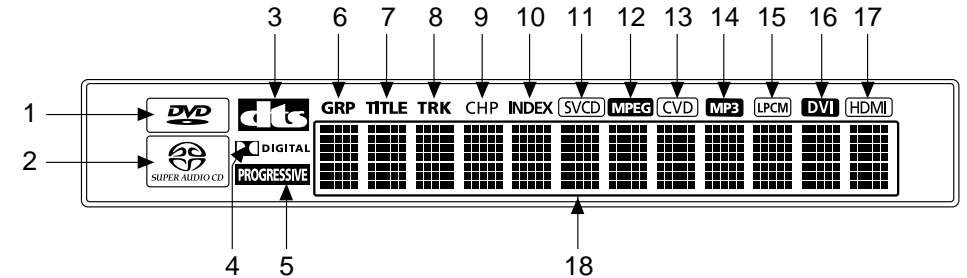 3 6 7 8 9 10 11 12 13 14 15 16 17
1 DVD dts GRP TITLE TRK CHP INDEX SVCD MPEG CVD MP3 LPCM DVI HDMI
2 SUPER AUDIO CD DIGITAL
PROGRESSIVE
4 5 18